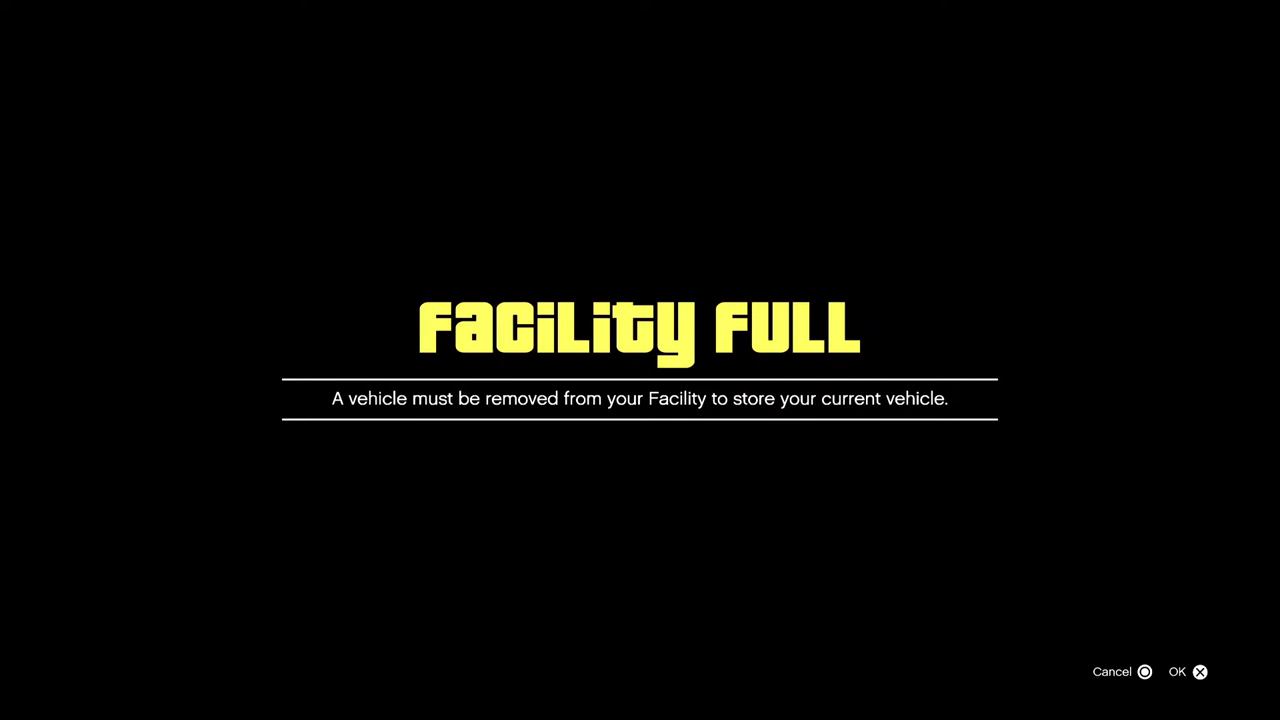 Facility Full
A vehicle must be removed from your Facility to store your current vehicle.
Cancel OK